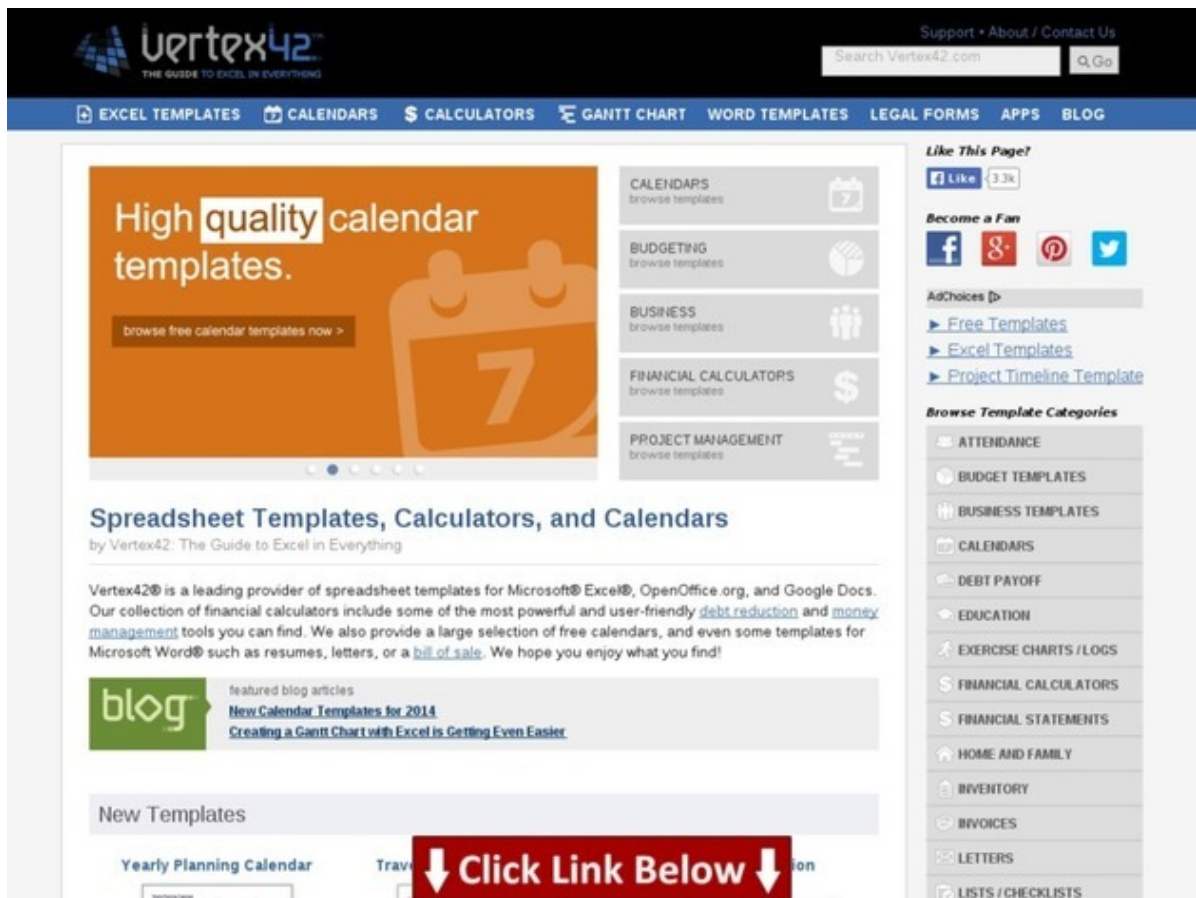 vertex42™
THE GUIDE TO EXCEL IN EVERYTHING
Support • About / Contact Us
Search Vertex42.com
Go
EXCEL TEMPLATES
CALENDARS
CALCULATORS
GANTT CHART
WORD TEMPLATES
LEGAL FORMS
APPS
BLOG
High quality calendar
templates.
browse free calendar templates now >
7
CALENDARS
browse templates
7
BUDGETING
browse templates
BUSINESS
browse templates
FINANCIAL CALCULATORS
browse templates
$
PROJECT MANAGEMENT
browse templates
Spreadsheet Templates, Calculators, and Calendars
by Vertex42: The Guide to Excel in Everything
Vertex42® is a leading provider of spreadsheet templates for Microsoft® Excel®, OpenOffice.org, and Google Docs.
Our collection of financial calculators include some of the most powerful and user-friendly debt reduction and money
management tools you can find. We also provide a large selection of free calendars, and even some templates for
Microsoft Word® such as resumes, letters, or a bill of sale. We hope you enjoy what you find!
blog
featured blog articles
New Calendar Templates for 2014
Creating a Gantt Chart with Excel is Getting Even Easier
New Templates
Yearly Planning Calendar
Click Link Below
Like This Page?
Like 3.3k
Become a Fan
AdChoices
► Free Templates
► Excel Templates
► Project Timeline Template
Browse Template Categories
ATTENDANCE
BUDGET TEMPLATES
BUSINESS TEMPLATES
CALENDARS
DEBT PAYOFF
EDUCATION
EXERCISE CHARTS / LOGS
FINANCIAL CALCULATORS
FINANCIAL STATEMENTS
HOME AND FAMILY
INVENTORY
INVOICES
LETTERS
LISTS / CHECKLISTS